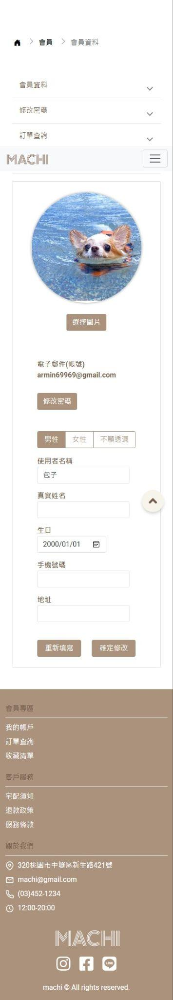 會員 會員資料
會員資料
修改密碼
訂單查詢
MACHI
選擇圖片
電子郵件(帳號)
armin69969@gmail.com
修改密碼
男性 女性 不願透漏
使用者名稱
包子
真實姓名
生日
2000/01/01
手機號碼
地址
重新填寫 確定修改
會員專區
我的帳戶
訂單查詢
收藏清單
客戶服務
宅配須知
退款政策
服務條款
關於我們
320桃園市中壢區新生路421號
machi@gmail.com
(03)452-1234
12:00-20:00
MACHI
LINE
machi © All rights reserved.